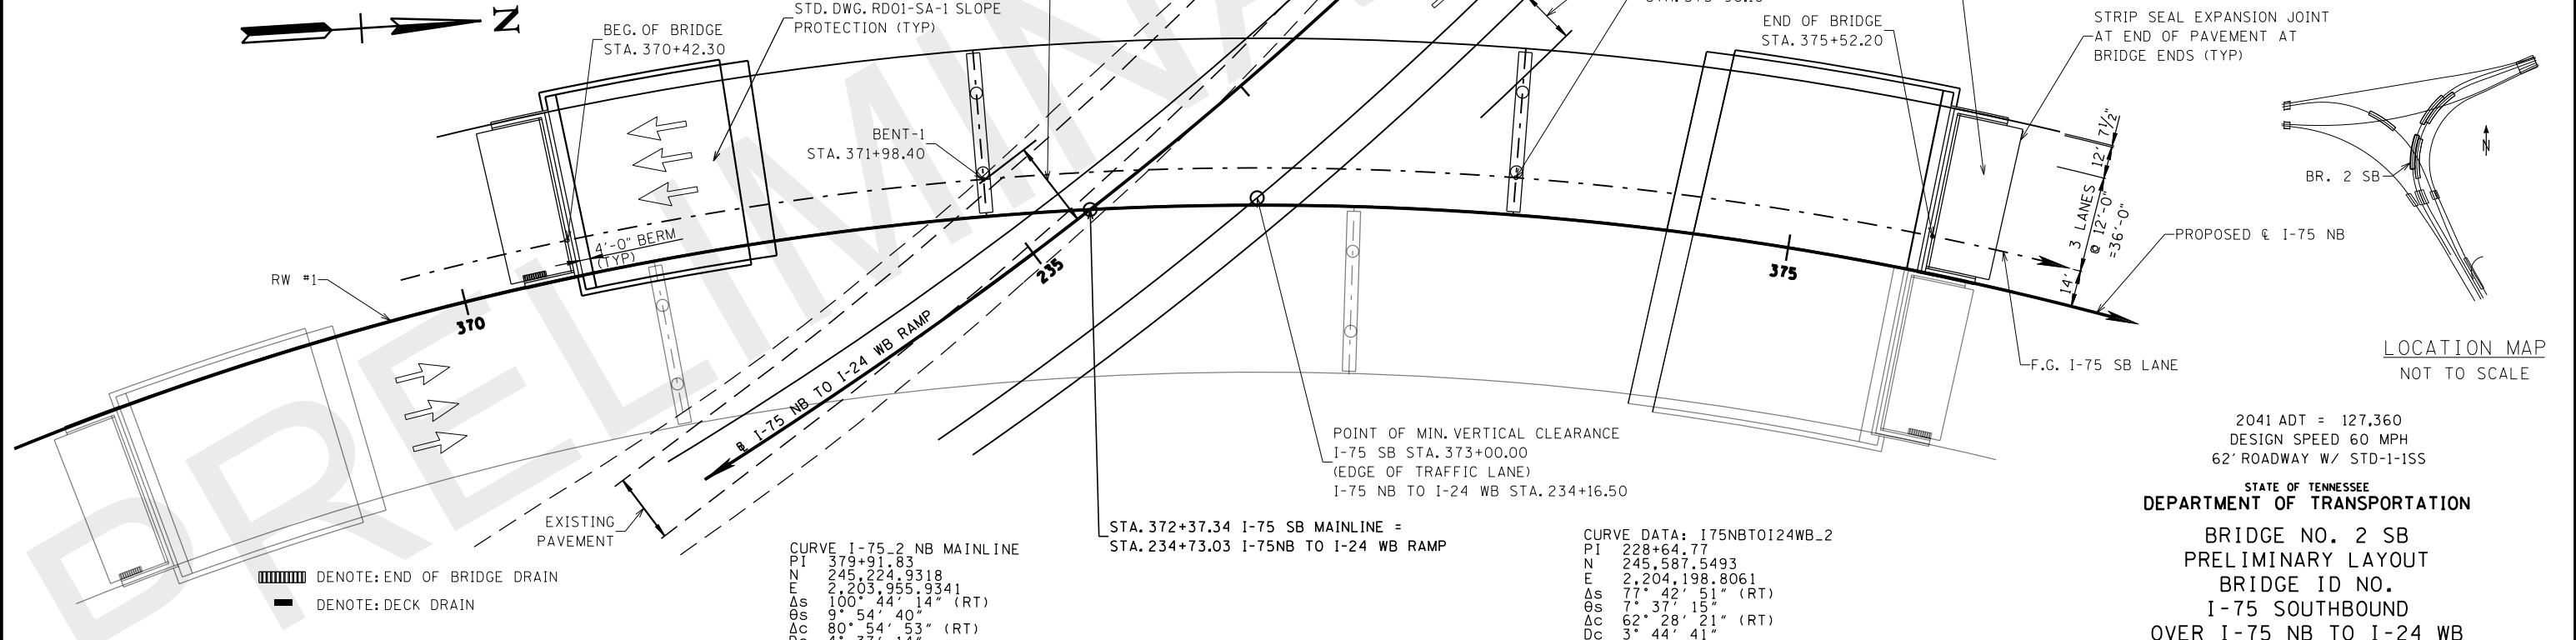 N
STD. DWG. RD01-SA-1 SLOPE
PROTECTION (TYP)
BEG. OF BRIDGE
STA. 370+42.30
END OF BRIDGE
STA. 375+52.20
STRIP SEAL EXPANSION JOINT
AT END OF PAVEMENT AT
BRIDGE ENDS (TYP)
BENT-1
STA. 371+98.40
7½"
12'
3 LANES
@ 12'-0"
=36'-0"
14'
N
BR. 2 SB
PROPOSED ℄ I-75 NB
4'-0" BERM
(TYP)
RW #1
370
235
375
I-75 NB TO I-24 WB RAMP
F.G. I-75 SB LANE
LOCATION MAP
NOT TO SCALE
PRELIMINA
POINT OF MIN. VERTICAL CLEARANCE
I-75 SB STA. 373+00.00
(EDGE OF TRAFFIC LANE)
I-75 NB TO I-24 WB STA. 234+16.50
2041 ADT = 127,360
DESIGN SPEED 60 MPH
62' ROADWAY W/ STD-1-1SS
STATE OF TENNESSEE
DEPARTMENT OF TRANSPORTATION
BRIDGE NO. 2 SB
PRELIMINARY LAYOUT
BRIDGE ID NO.
I-75 SOUTHBOUND
OVER I-75 NB TO I-24 WB
EXISTING
PAVEMENT
STA. 372+37.34 I-75 SB MAINLINE =
STA. 234+73.03 I-75NB TO I-24 WB RAMP
DENOTE: END OF BRIDGE DRAIN
DENOTE: DECK DRAIN
CURVE I-75_2 NB MAINLINE
PI 379+91.83
N 245,224.9318
E 2,203,955.9341
Δs 100° 44' 14" (RT)
θs 9° 54' 40"
Δc 80° 54' 53" (RT)
CURVE DATA: I75NBTOI24WB_2
PI 228+64.77
N 245,587.5493
E 2,204,198.8061
Δs 77° 42' 51" (RT)
θs 7° 37' 15"
Δc 62° 28' 21" (RT)
Dc 3° 44' 41"